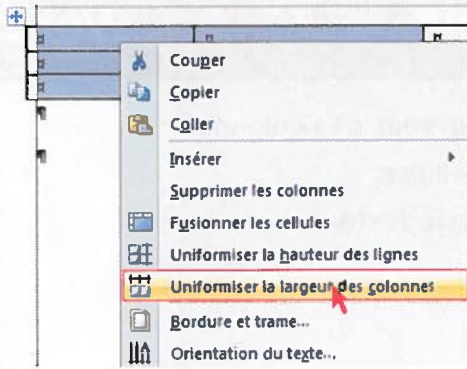 Couper
Copier
Coller
Insérer
Supprimer les colonnes
Fusionner les cellules
Uniformiser la hauteur des lignes
Uniformiser la largeur des colonnes
Bordure et trame...
Orientation du texte...